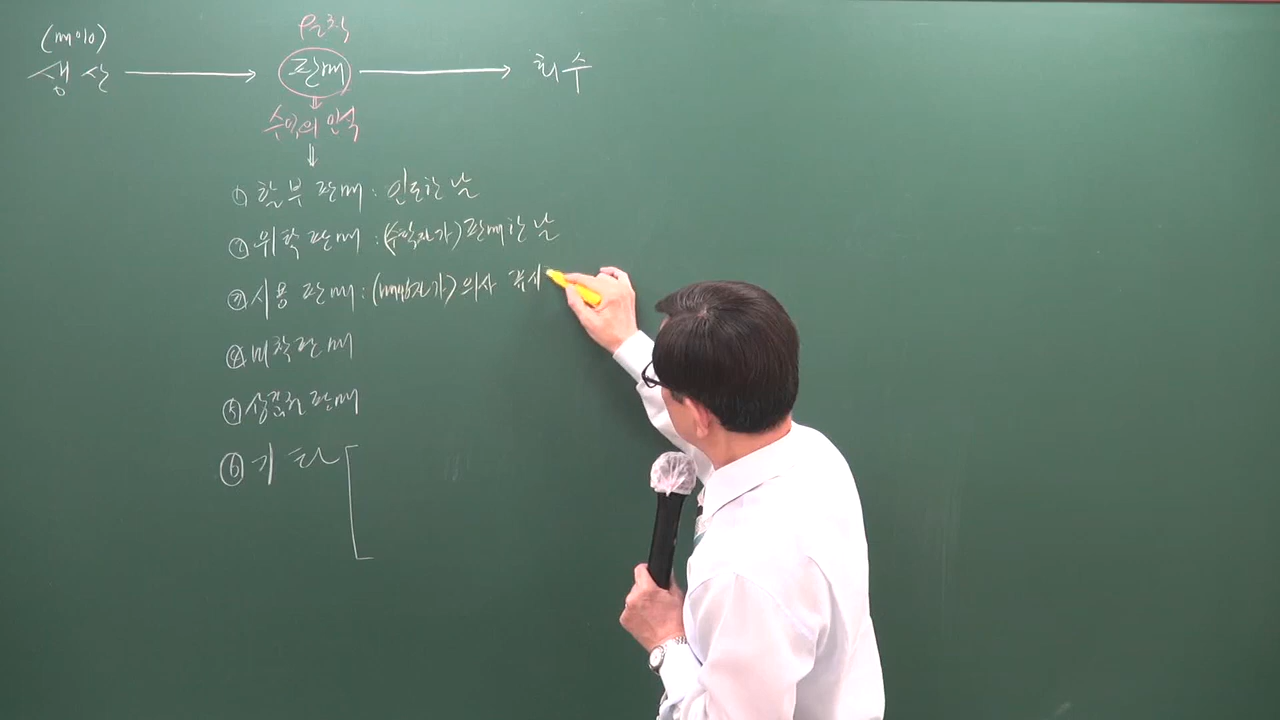 원칙
(매입)
생산 → 판매 → 회수
⇓
수익의 인식
⇓
① 할부판매 : 인도한 날
② 위탁판매 : (수탁자가) 판매한 날
③ 시용판매 : (매입자가) 의사 표시
④ 예약판매
⑤ 상품권 판매
⑥ 기타 [